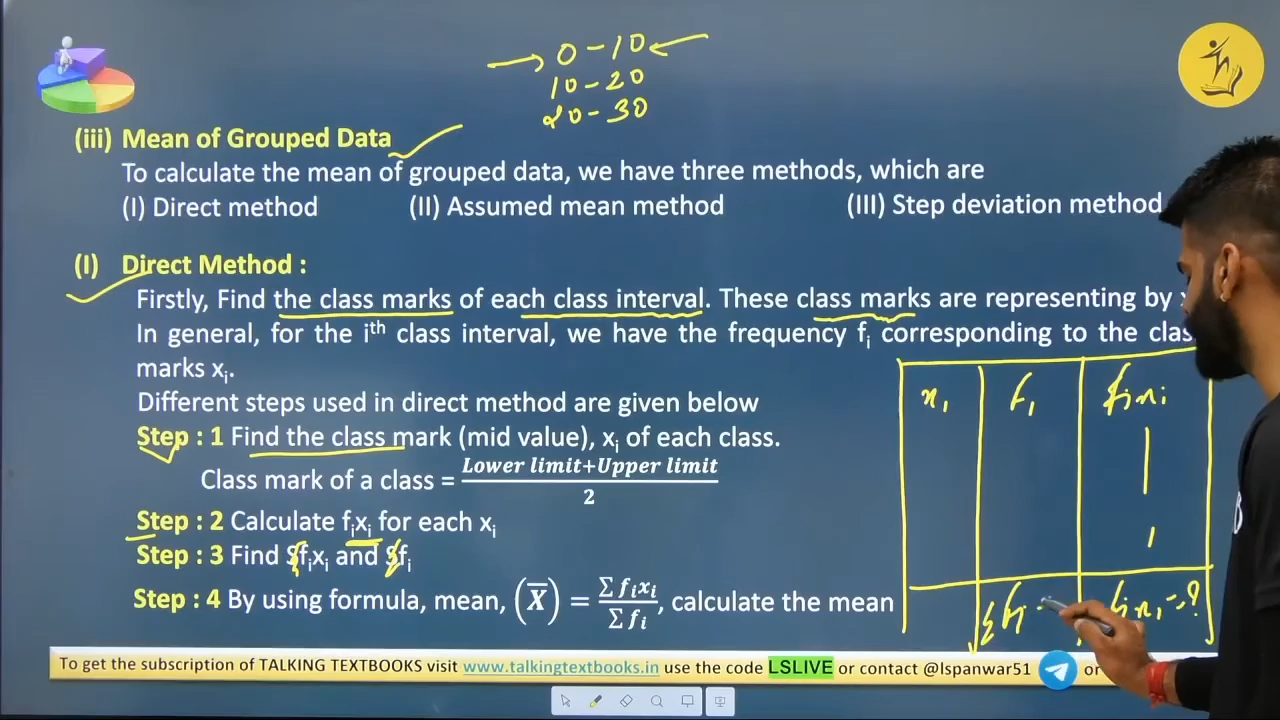 0-10
10-20
20-30
(iii) Mean of Grouped Data
To calculate the mean of grouped data, we have three methods, which are
(I) Direct method (II) Assumed mean method (III) Step deviation method
(I) Direct Method :
Firstly, Find the class marks of each class interval. These class marks are representing by
In general, for the iᵗʰ class interval, we have the frequency fᵢ corresponding to the
marks xᵢ.
Different steps used in direct method are given below
Step : 1 Find the class mark (mid value), xᵢ of each class.
Class mark of a class = Lower limit+Upper limit / 2
Step : 2 Calculate fᵢxᵢ for each xᵢ
Step : 3 Find Σfᵢxᵢ and Σfᵢ
Step : 4 By using formula, mean, (X̅) = Σ fᵢxᵢ / Σ fᵢ, calculate the mean
xᵢ fᵢ fᵢxᵢ
Σfᵢ fᵢxᵢ = ?
To get the subscription of TALKING TEXTBOOKS visit www.talkingtextbooks.in use the code LSLIVE or contact @lspanwar51 or